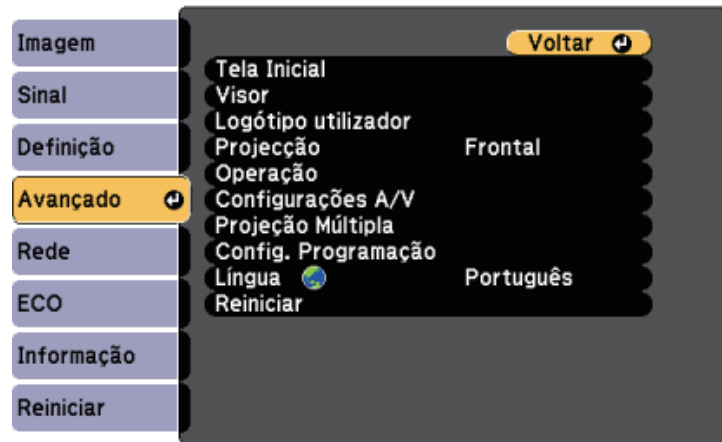 Imagem
Sinal
Definição
Avançado
Rede
ECO
Informação
Reiniciar
Voltar
Tela Inicial
Visor
Logótipo utilizador
Projecção Frontal
Operação
Configurações A/V
Projeção Múltipla
Config. Programação
Língua Português
Reiniciar